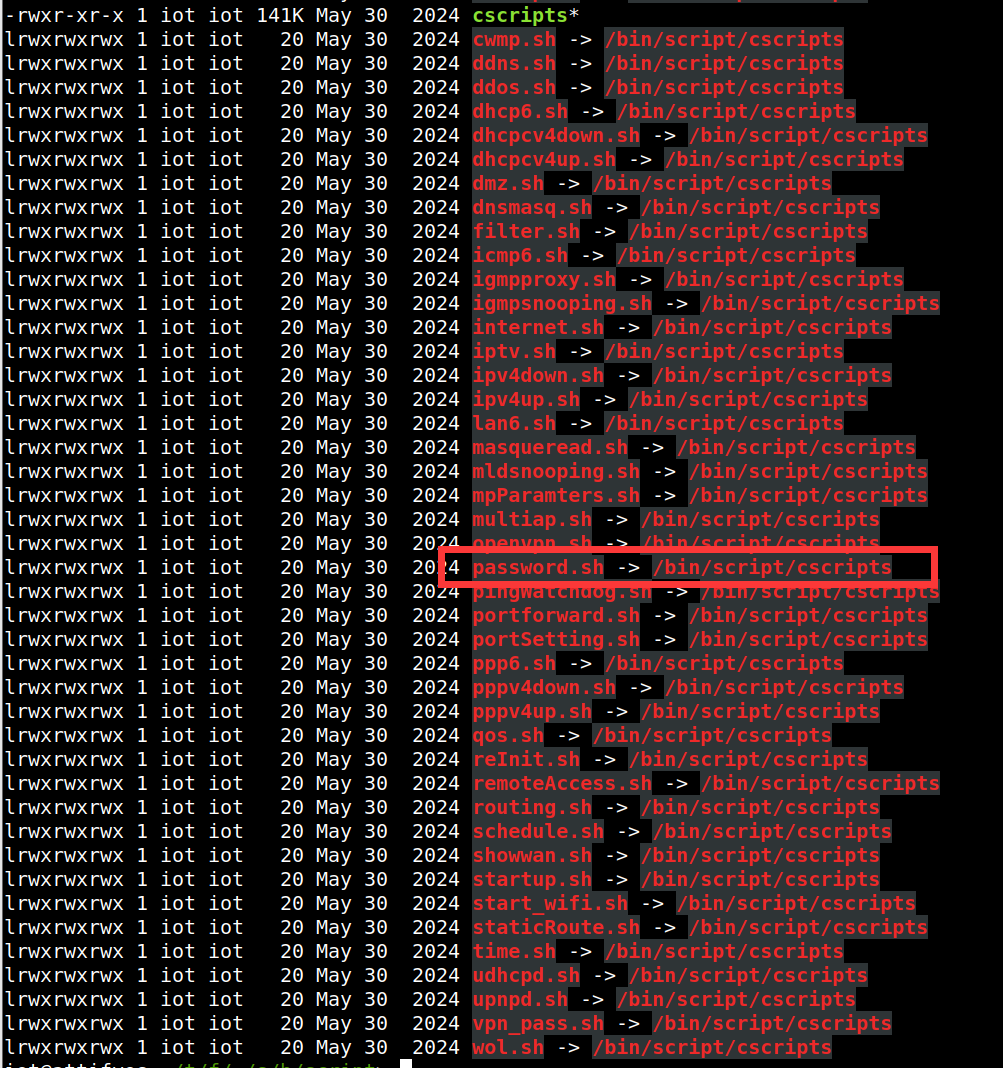 -rwxr-xr-x 1 iot iot 141K May 30  2024 cscripts*
lrwxrwxrwx 1 iot iot   20 May 30  2024 cwmp.sh -> /bin/script/cscripts
lrwxrwxrwx 1 iot iot   20 May 30  2024 ddns.sh -> /bin/script/cscripts
lrwxrwxrwx 1 iot iot   20 May 30  2024 ddos.sh -> /bin/script/cscripts
lrwxrwxrwx 1 iot iot   20 May 30  2024 dhcp6.sh -> /bin/script/cscripts
lrwxrwxrwx 1 iot iot   20 May 30  2024 dhcpcv4down.sh -> /bin/script/cscripts
lrwxrwxrwx 1 iot iot   20 May 30  2024 dhcpcv4up.sh -> /bin/script/cscripts
lrwxrwxrwx 1 iot iot   20 May 30  2024 dmz.sh -> /bin/script/cscripts
lrwxrwxrwx 1 iot iot   20 May 30  2024 dnsmasq.sh -> /bin/script/cscripts
lrwxrwxrwx 1 iot iot   20 May 30  2024 filter.sh -> /bin/script/cscripts
lrwxrwxrwx 1 iot iot   20 May 30  2024 icmp6.sh -> /bin/script/cscripts
lrwxrwxrwx 1 iot iot   20 May 30  2024 igmpproxy.sh -> /bin/script/cscripts
lrwxrwxrwx 1 iot iot   20 May 30  2024 igmpsnooping.sh -> /bin/script/cscripts
lrwxrwxrwx 1 iot iot   20 May 30  2024 internet.sh -> /bin/script/cscripts
lrwxrwxrwx 1 iot iot   20 May 30  2024 iptv.sh -> /bin/script/cscripts
lrwxrwxrwx 1 iot iot   20 May 30  2024 ipv4down.sh -> /bin/script/cscripts
lrwxrwxrwx 1 iot iot   20 May 30  2024 ipv4up.sh -> /bin/script/cscripts
lrwxrwxrwx 1 iot iot   20 May 30  2024 lan6.sh -> /bin/script/cscripts
lrwxrwxrwx 1 iot iot   20 May 30  2024 masqueread.sh -> /bin/script/cscripts
lrwxrwxrwx 1 iot iot   20 May 30  2024 mldsnooping.sh -> /bin/script/cscripts
lrwxrwxrwx 1 iot iot   20 May 30  2024 mpParamters.sh -> /bin/script/cscripts
lrwxrwxrwx 1 iot iot   20 May 30  2024 multiap.sh -> /bin/script/cscripts
lrwxrwxrwx 1 iot iot   20 May 30  2024 openvpn.sh -> /bin/script/cscripts
lrwxrwxrwx 1 iot iot   20 May 30  2024 password.sh -> /bin/script/cscripts
lrwxrwxrwx 1 iot iot   20 May 30  2024 pingwatchdog.sh -> /bin/script/cscripts
lrwxrwxrwx 1 iot iot   20 May 30  2024 portforward.sh -> /bin/script/cscripts
lrwxrwxrwx 1 iot iot   20 May 30  2024 portSetting.sh -> /bin/script/cscripts
lrwxrwxrwx 1 iot iot   20 May 30  2024 ppp6.sh -> /bin/script/cscripts
lrwxrwxrwx 1 iot iot   20 May 30  2024 pppv4down.sh -> /bin/script/cscripts
lrwxrwxrwx 1 iot iot   20 May 30  2024 pppv4up.sh -> /bin/script/cscripts
lrwxrwxrwx 1 iot iot   20 May 30  2024 qos.sh -> /bin/script/cscripts
lrwxrwxrwx 1 iot iot   20 May 30  2024 reInit.sh -> /bin/script/cscripts
lrwxrwxrwx 1 iot iot   20 May 30  2024 remoteAccess.sh -> /bin/script/cscripts
lrwxrwxrwx 1 iot iot   20 May 30  2024 routing.sh -> /bin/script/cscripts
lrwxrwxrwx 1 iot iot   20 May 30  2024 schedule.sh -> /bin/script/cscripts
lrwxrwxrwx 1 iot iot   20 May 30  2024 showwan.sh -> /bin/script/cscripts
lrwxrwxrwx 1 iot iot   20 May 30  2024 startup.sh -> /bin/script/cscripts
lrwxrwxrwx 1 iot iot   20 May 30  2024 start_wifi.sh -> /bin/script/cscripts
lrwxrwxrwx 1 iot iot   20 May 30  2024 staticRoute.sh -> /bin/script/cscripts
lrwxrwxrwx 1 iot iot   20 May 30  2024 time.sh -> /bin/script/cscripts
lrwxrwxrwx 1 iot iot   20 May 30  2024 udhcpd.sh -> /bin/script/cscripts
lrwxrwxrwx 1 iot iot   20 May 30  2024 upnpd.sh -> /bin/script/cscripts
lrwxrwxrwx 1 iot iot   20 May 30  2024 vpn_pass.sh -> /bin/script/cscripts
lrwxrwxrwx 1 iot iot   20 May 30  2024 wol.sh -> /bin/script/cscripts